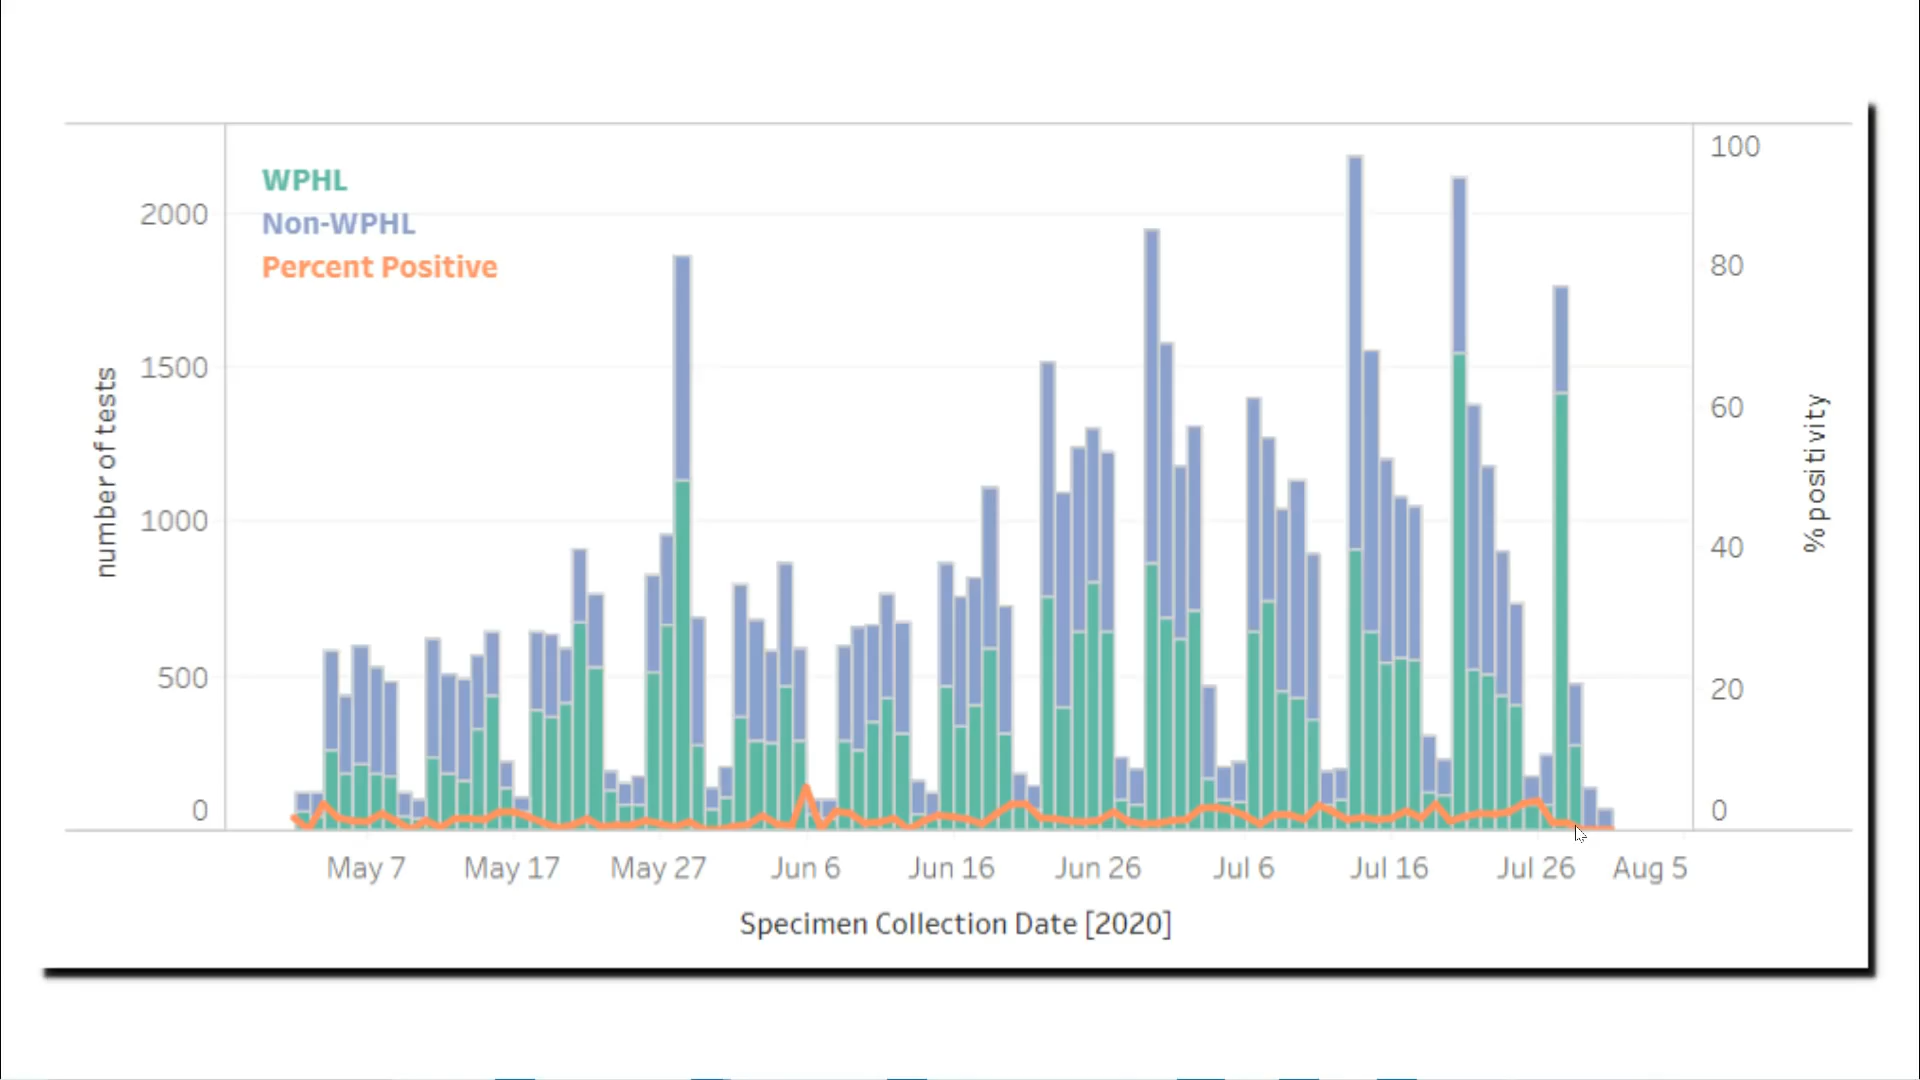 WPHL
Non-WPHL
Percent Positive
number of tests
2000
1500
1000
500
0
100
80
60
40
20
0
% positivity
May 7 May 17 May 27 Jun 6 Jun 16 Jun 26 Jul 6 Jul 16 Jul 26 Aug 5
Specimen Collection Date [2020]